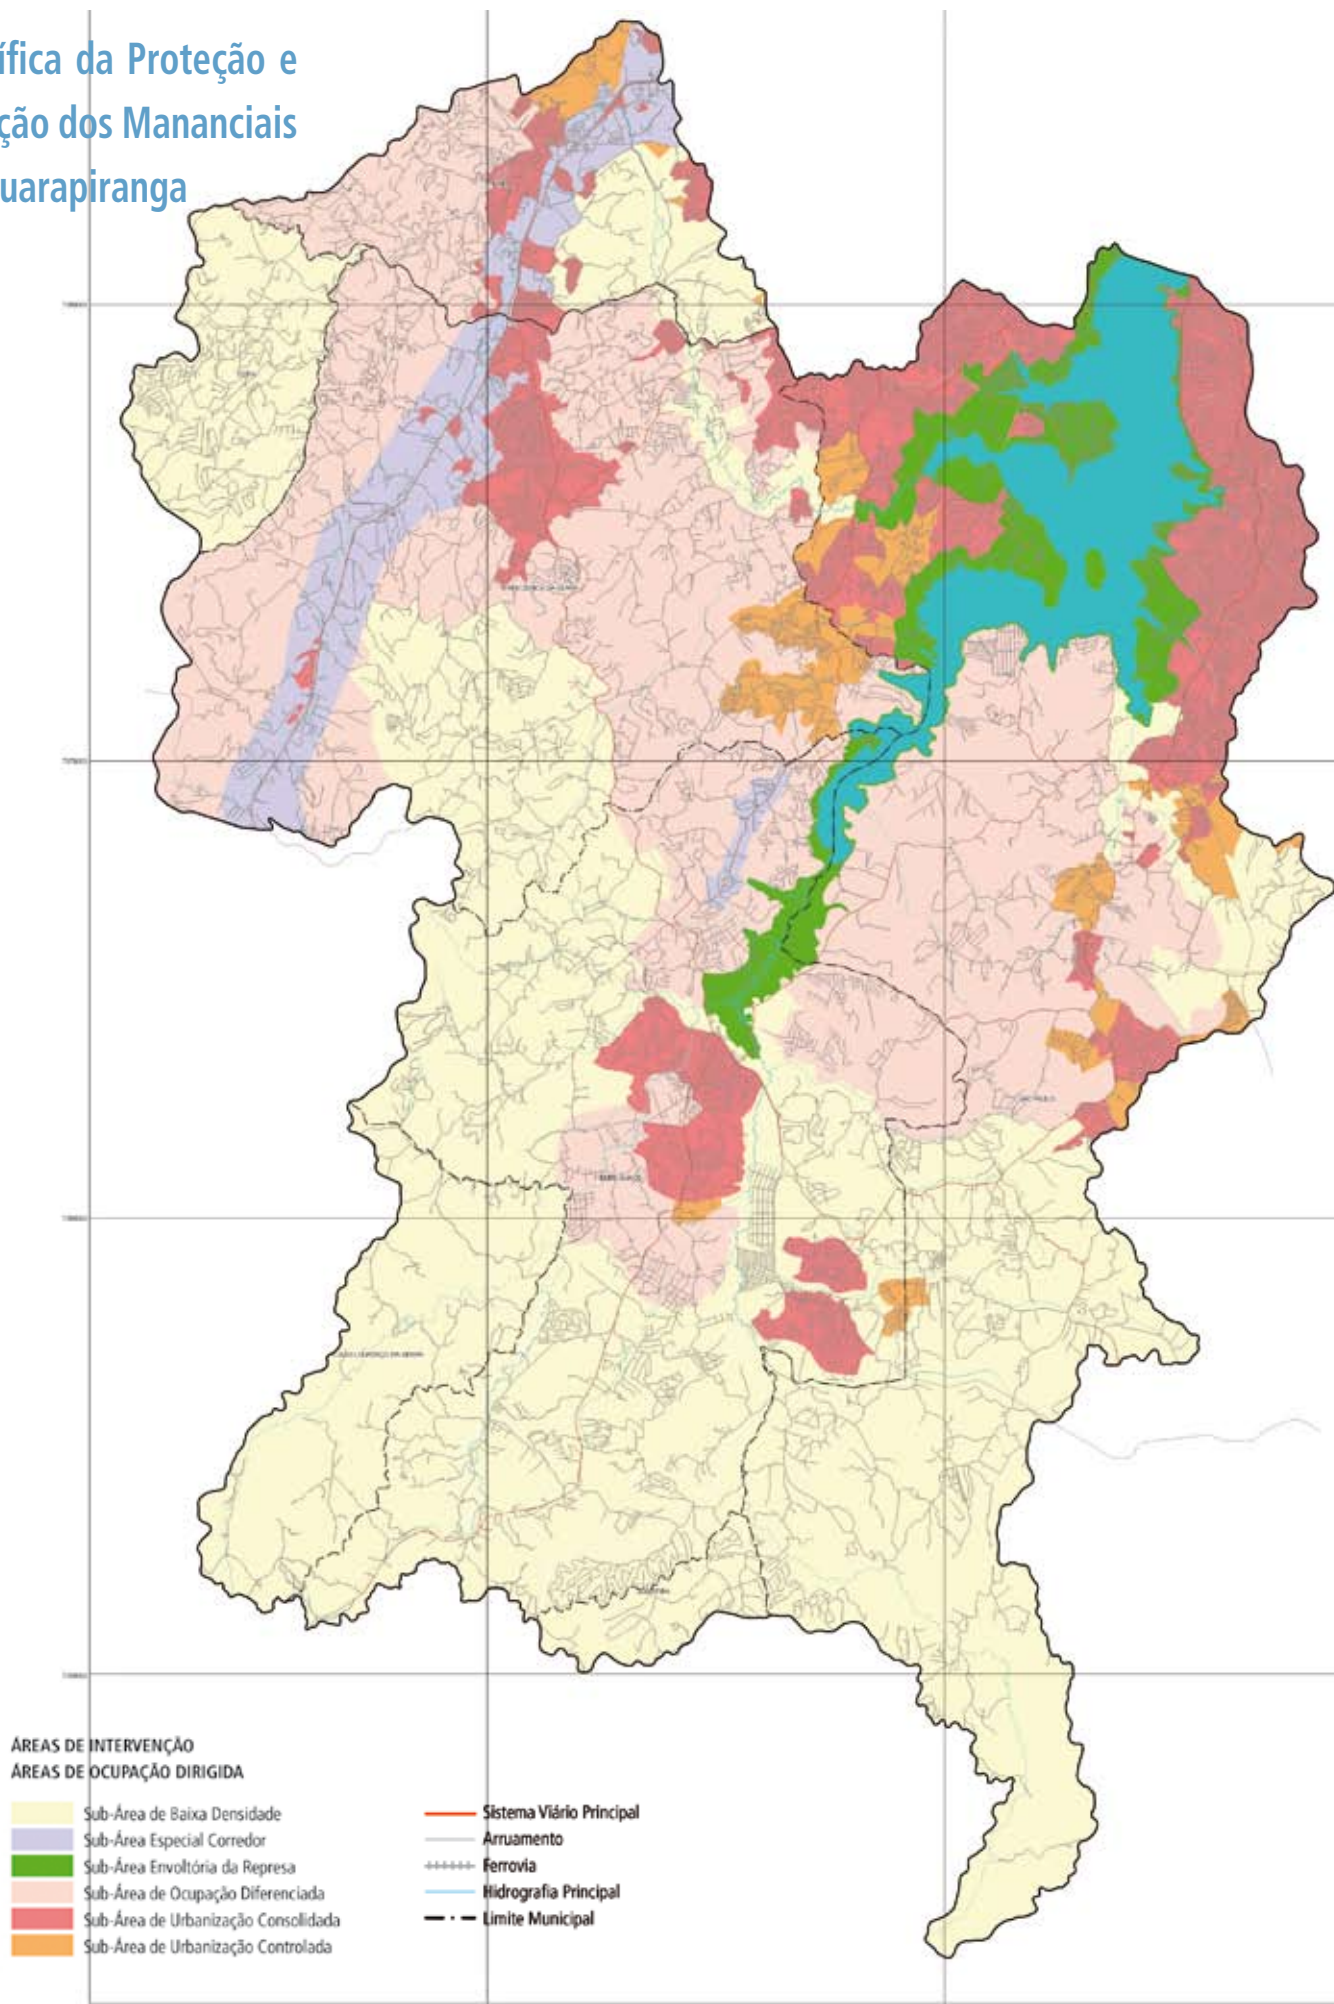 ífica da Proteção e
ção dos Mananciais
uarapiranga
ÁREAS DE INTERVENÇÃO
ÁREAS DE OCUPAÇÃO DIRIGIDA
Sub-Área de Baixa Densidade
Sub-Área Especial Corredor
Sub-Área Envoltória da Represa
Sub-Área de Ocupação Diferenciada
Sub-Área de Urbanização Consolidada
Sub-Área de Urbanização Controlada
Sistema Viário Principal
Arruamento
Ferrovia
Hidrografia Principal
Limite Municipal